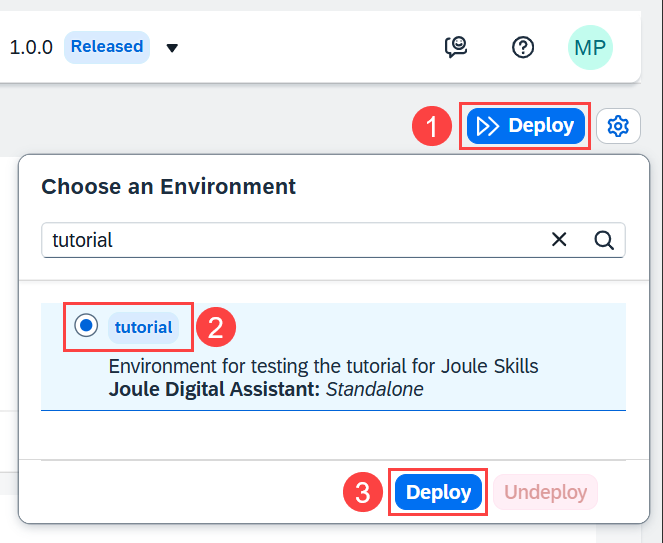 1.0.0 Released
MP
1 Deploy
Choose an Environment
tutorial
tutorial 2
Environment for testing the tutorial for Joule Skills
Joule Digital Assistant: Standalone
3 Deploy Undeploy